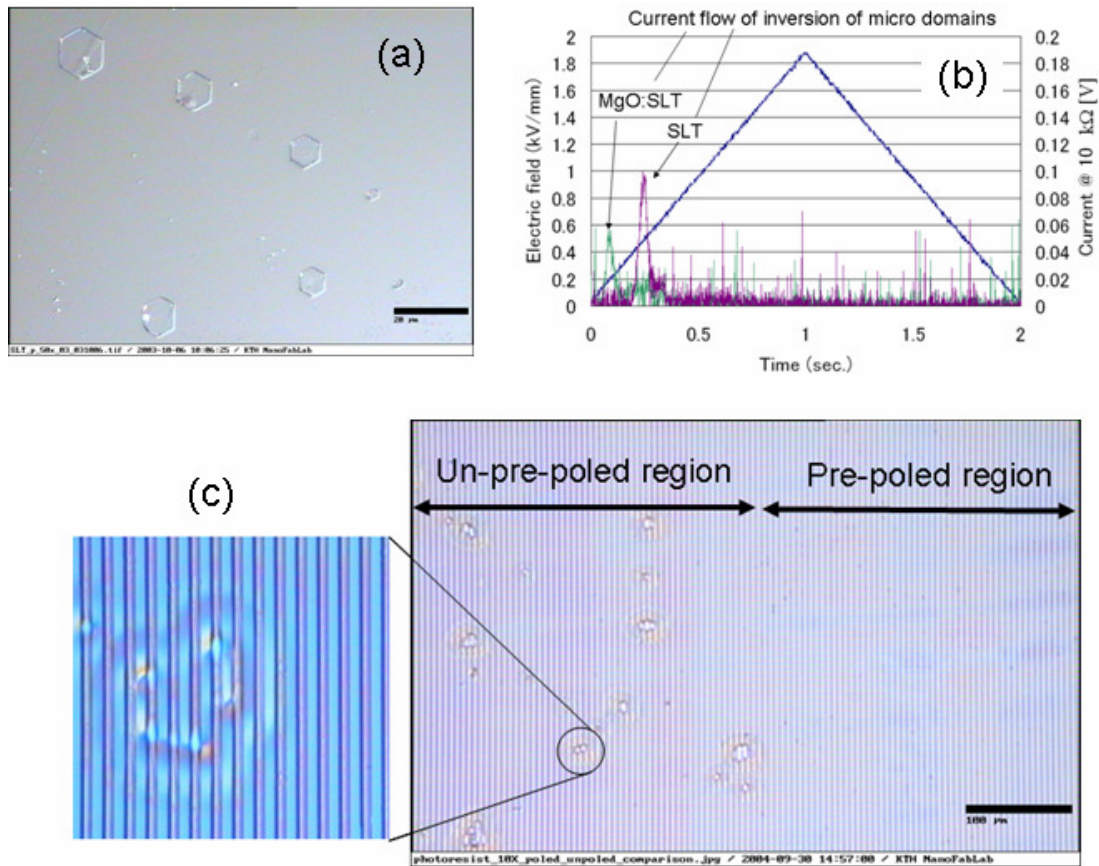 (a)
20 µm
SLT_p_50x_03_031006.tif / 2003-10-06 10:06:25 / KTH NanoFabLab
Current flow of inversion of micro domains
(b)
MgO:SLT
SLT
Electric field (kV/mm)
2
1.8
1.6
1.4
1.2
1
0.8
0.6
0.4
0.2
0
0.2
0.18
0.16
0.14
0.12
0.1
0.08
0.06
0.04
0.02
0
Current @ 10 kΩ [V]
0 0.5 1 1.5 2
Time (sec.)
(c)
Un-pre-poled region Pre-poled region
100 µm
photoresist_10X_poled_unpoled_comparison.jpg / 2004-09-30 14:57:00 / KTH NanoFabLab